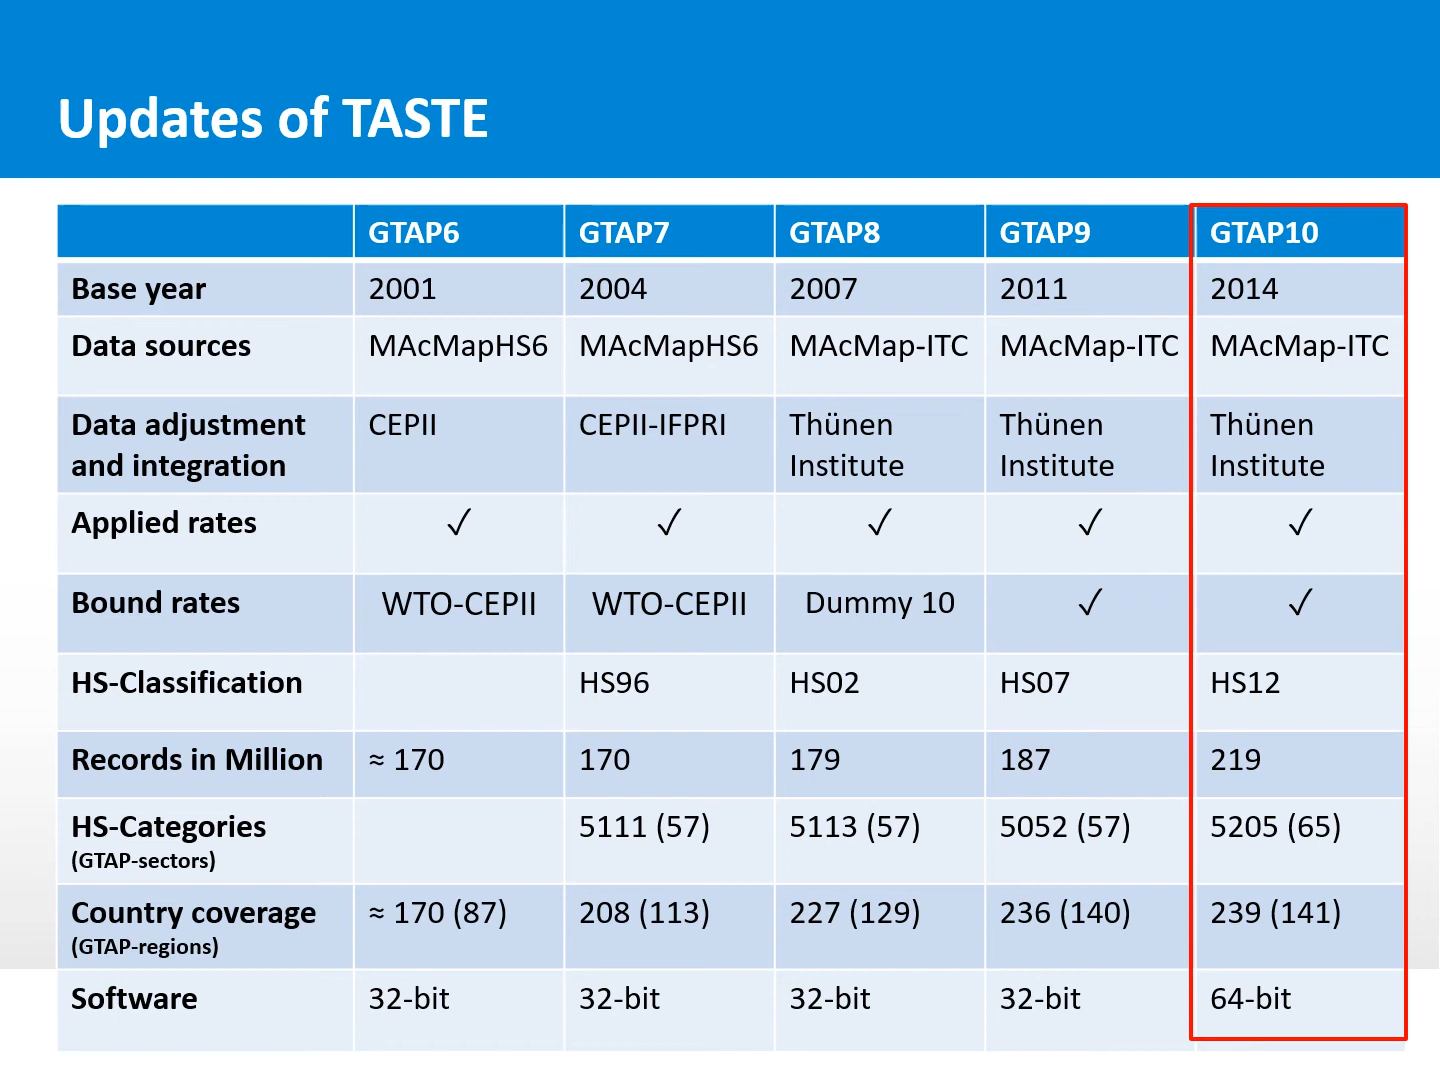 Updates of TASTE
GTAP6 GTAP7 GTAP8 GTAP9 GTAP10
Base year 2001 2004 2007 2011 2014
Data sources MAcMapHS6 MAcMapHS6 MAcMap-ITC MAcMap-ITC MAcMap-ITC
Data adjustment CEPII CEPII-IFPRI Thünen Thünen Thünen
and integration Institute Institute Institute
Applied rates ✓ ✓ ✓ ✓ ✓
Bound rates WTO-CEPII WTO-CEPII Dummy 10 ✓ ✓
HS-Classification HS96 HS02 HS07 HS12
Records in Million ≈ 170 170 179 187 219
HS-Categories 5111 (57) 5113 (57) 5052 (57) 5205 (65)
(GTAP-sectors)
Country coverage ≈ 170 (87) 208 (113) 227 (129) 236 (140) 239 (141)
(GTAP-regions)
Software 32-bit 32-bit 32-bit 32-bit 64-bit